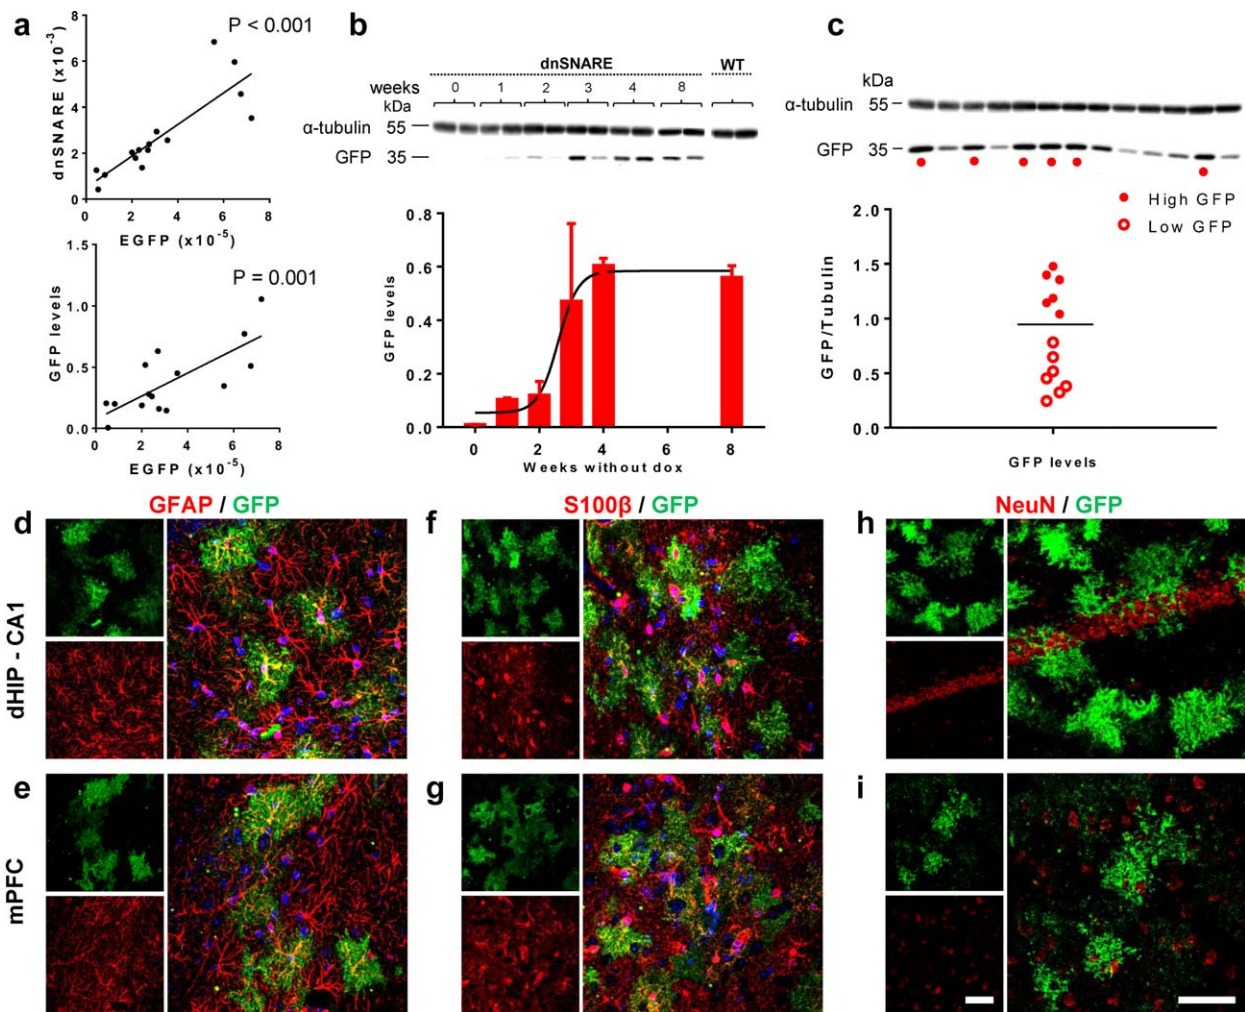 a
P < 0.001
dnSNARE (x10⁻³)
8
6
4
2
0
0 2 4 6 8
EGFP (x10⁻⁵)
P = 0.001
GFP levels
1.5
1.0
0.5
0.0
0 2 4 6 8
EGFP (x10⁻⁵)
b
dnSNARE WT
weeks 0 1 2 3 4 8
kDa
α-tubulin 55
GFP 35
GFP levels
0.8
0.6
0.4
0.2
0.0
0 2 4 6 8
Weeks without dox
c
kDa
α-tubulin 55
GFP 35
High GFP
Low GFP
GFP/Tubulin
2.0
1.5
1.0
0.5
0.0
GFP levels
GFAP / GFP
S100β / GFP
NeuN / GFP
dHIP - CA1
d
f
h
mPFC
e
g
i